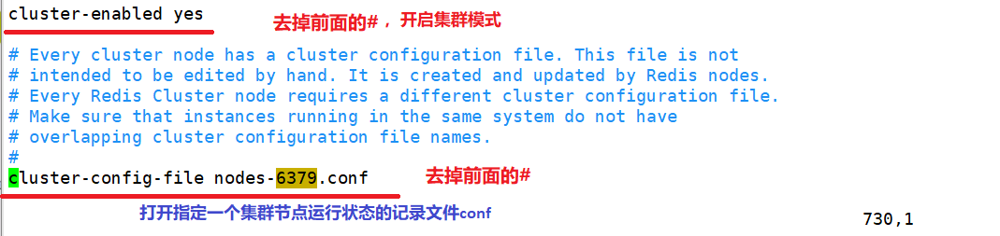 cluster-enabled yes
去掉前面的# ，开启集群模式
# Every cluster node has a cluster configuration file. This file is not
# intended to be edited by hand. It is created and updated by Redis nodes.
# Every Redis Cluster node requires a different cluster configuration file.
# Make sure that instances running in the same system do not have
# overlapping cluster configuration file names.
#
cluster-config-file nodes-6379.conf
去掉前面的#
打开指定一个集群节点运行状态的记录文件conf
730,1